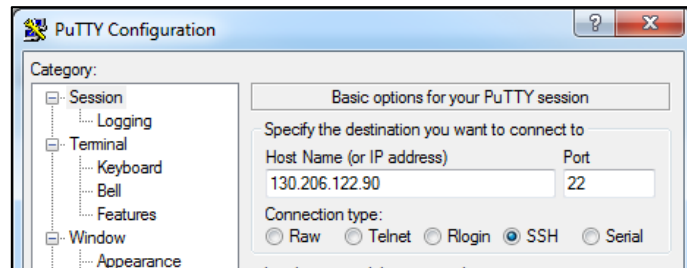 PuTTY Configuration
Category:
Session
Logging
Terminal
Keyboard
Bell
Features
Window
Appearance
Basic options for your PuTTY session
Specify the destination you want to connect to
Host Name (or IP address) Port
130.206.122.90 22
Connection type:
Raw Telnet Rlogin SSH Serial